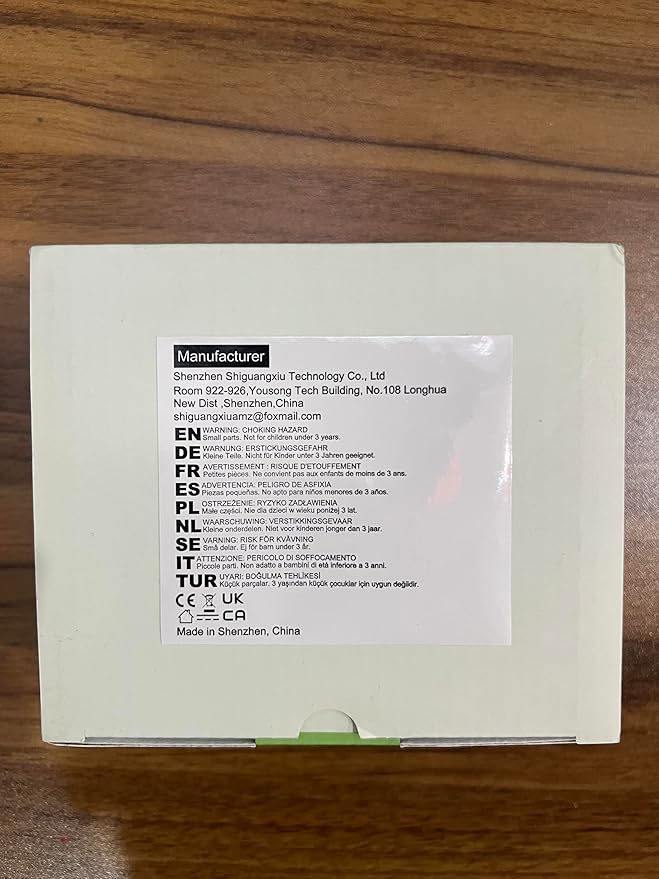 Manufacturer
Shenzhen Shiguangxiu Technology Co., Ltd
Room 922-926,Yousong Tech Building, No.108 Longhua
New Dist ,Shenzhen,China
shiguangxiuamz@foxmail.com
EN WARNING: CHOKING HAZARD
Small parts. Not for children under 3 years.
DE WARNUNG: ERSTICKUNGSGEFAHR
Kleine Teile. Nicht für Kinder unter 3 Jahren geeignet.
FR AVERTISSEMENT : RISQUE D'ETOUFFEMENT
Petites pièces. Ne convient pas aux enfants de moins de 3 ans.
ES ADVERTENCIA: PELIGRO DE ASFIXIA
Piezas pequeñas. No apto para niños menores de 3 años.
PL OSTRZEŻENIE: RYZYKO ZADŁAWIENIA
Małe części. Nie dla dzieci w wieku poniżej 3 lat.
NL WAARSCHUWING: VERSTIKKINGSGEVAAR
Kleine onderdelen. Niet voor kinderen jonger dan 3 jaar.
SE VARNING: RISK FÖR KVÄVNING
Små delar. Ej för barn under 3 år.
IT ATTENZIONE: PERICOLO DI SOFFOCAMENTO
Piccole parti. Non adatto a bambini di età inferiore a 3 anni.
TUR UYARI: BOĞULMA TEHLİKESİ
Küçük parçalar. 3 yaşından küçük çocuklar için uygun değildir.
CE UK
CA
Made in Shenzhen, China